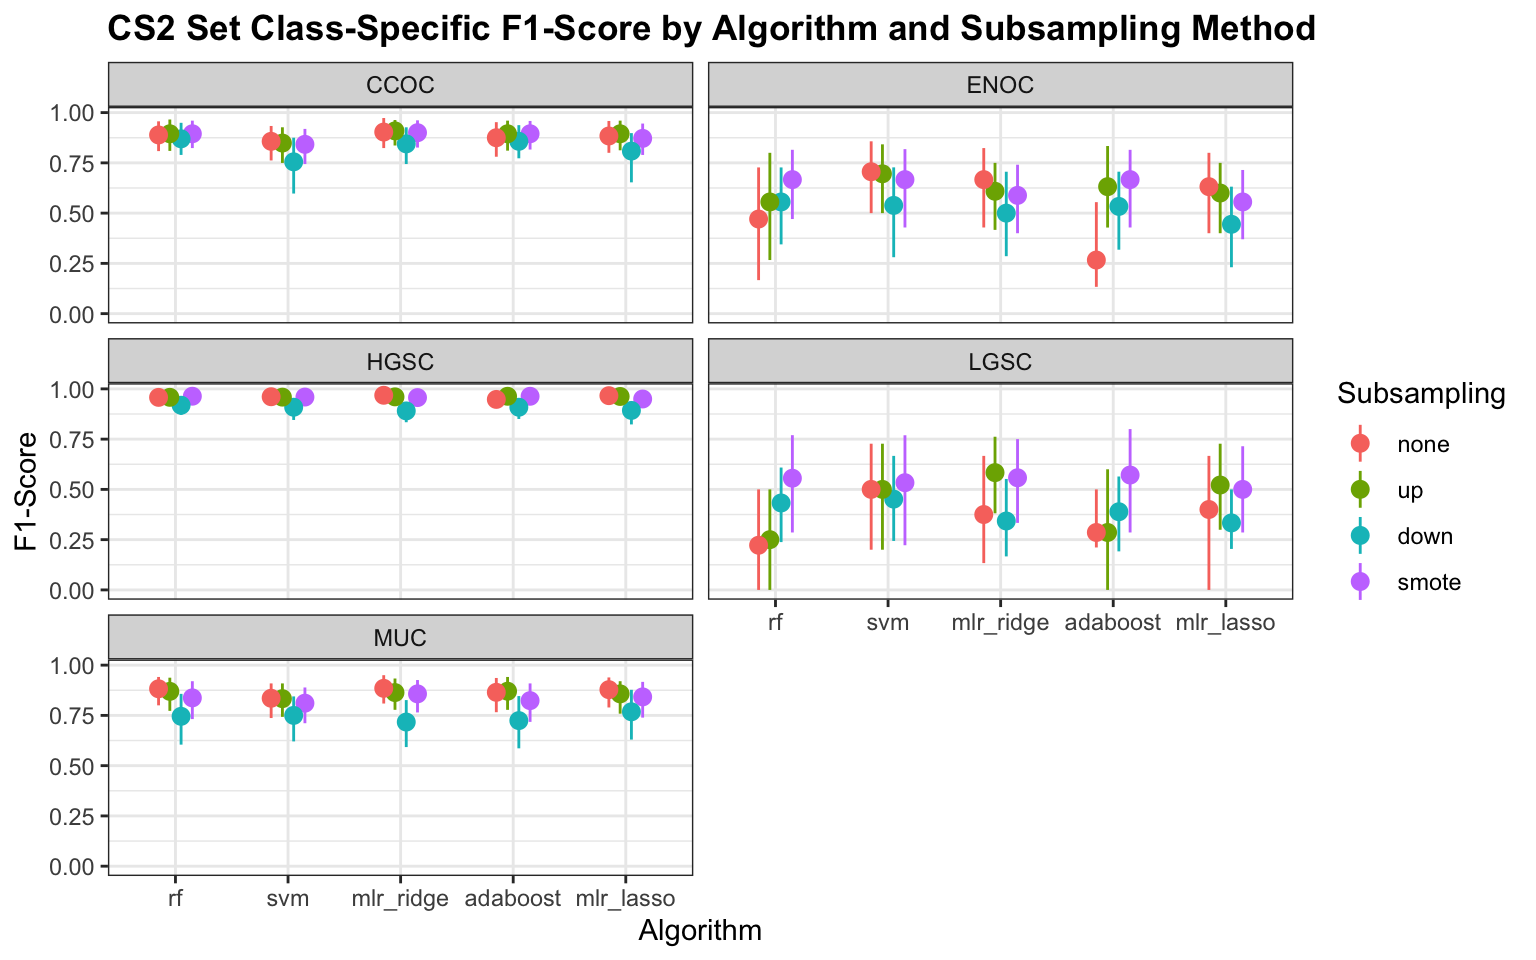 CS2 Set Class-Specific F1-Score by Algorithm and Subsampling Method
CCOC
ENOC
1.00
0.75
0.50
0.25
0.00
HGSC
LGSC
1.00
0.75
0.50
0.25
0.00
rf svm mlr_ridge adaboost mlr_lasso
MUC
1.00
0.75
0.50
0.25
0.00
rf svm mlr_ridge adaboost mlr_lasso
Algorithm
F1-Score
Subsampling
none
up
down
smote